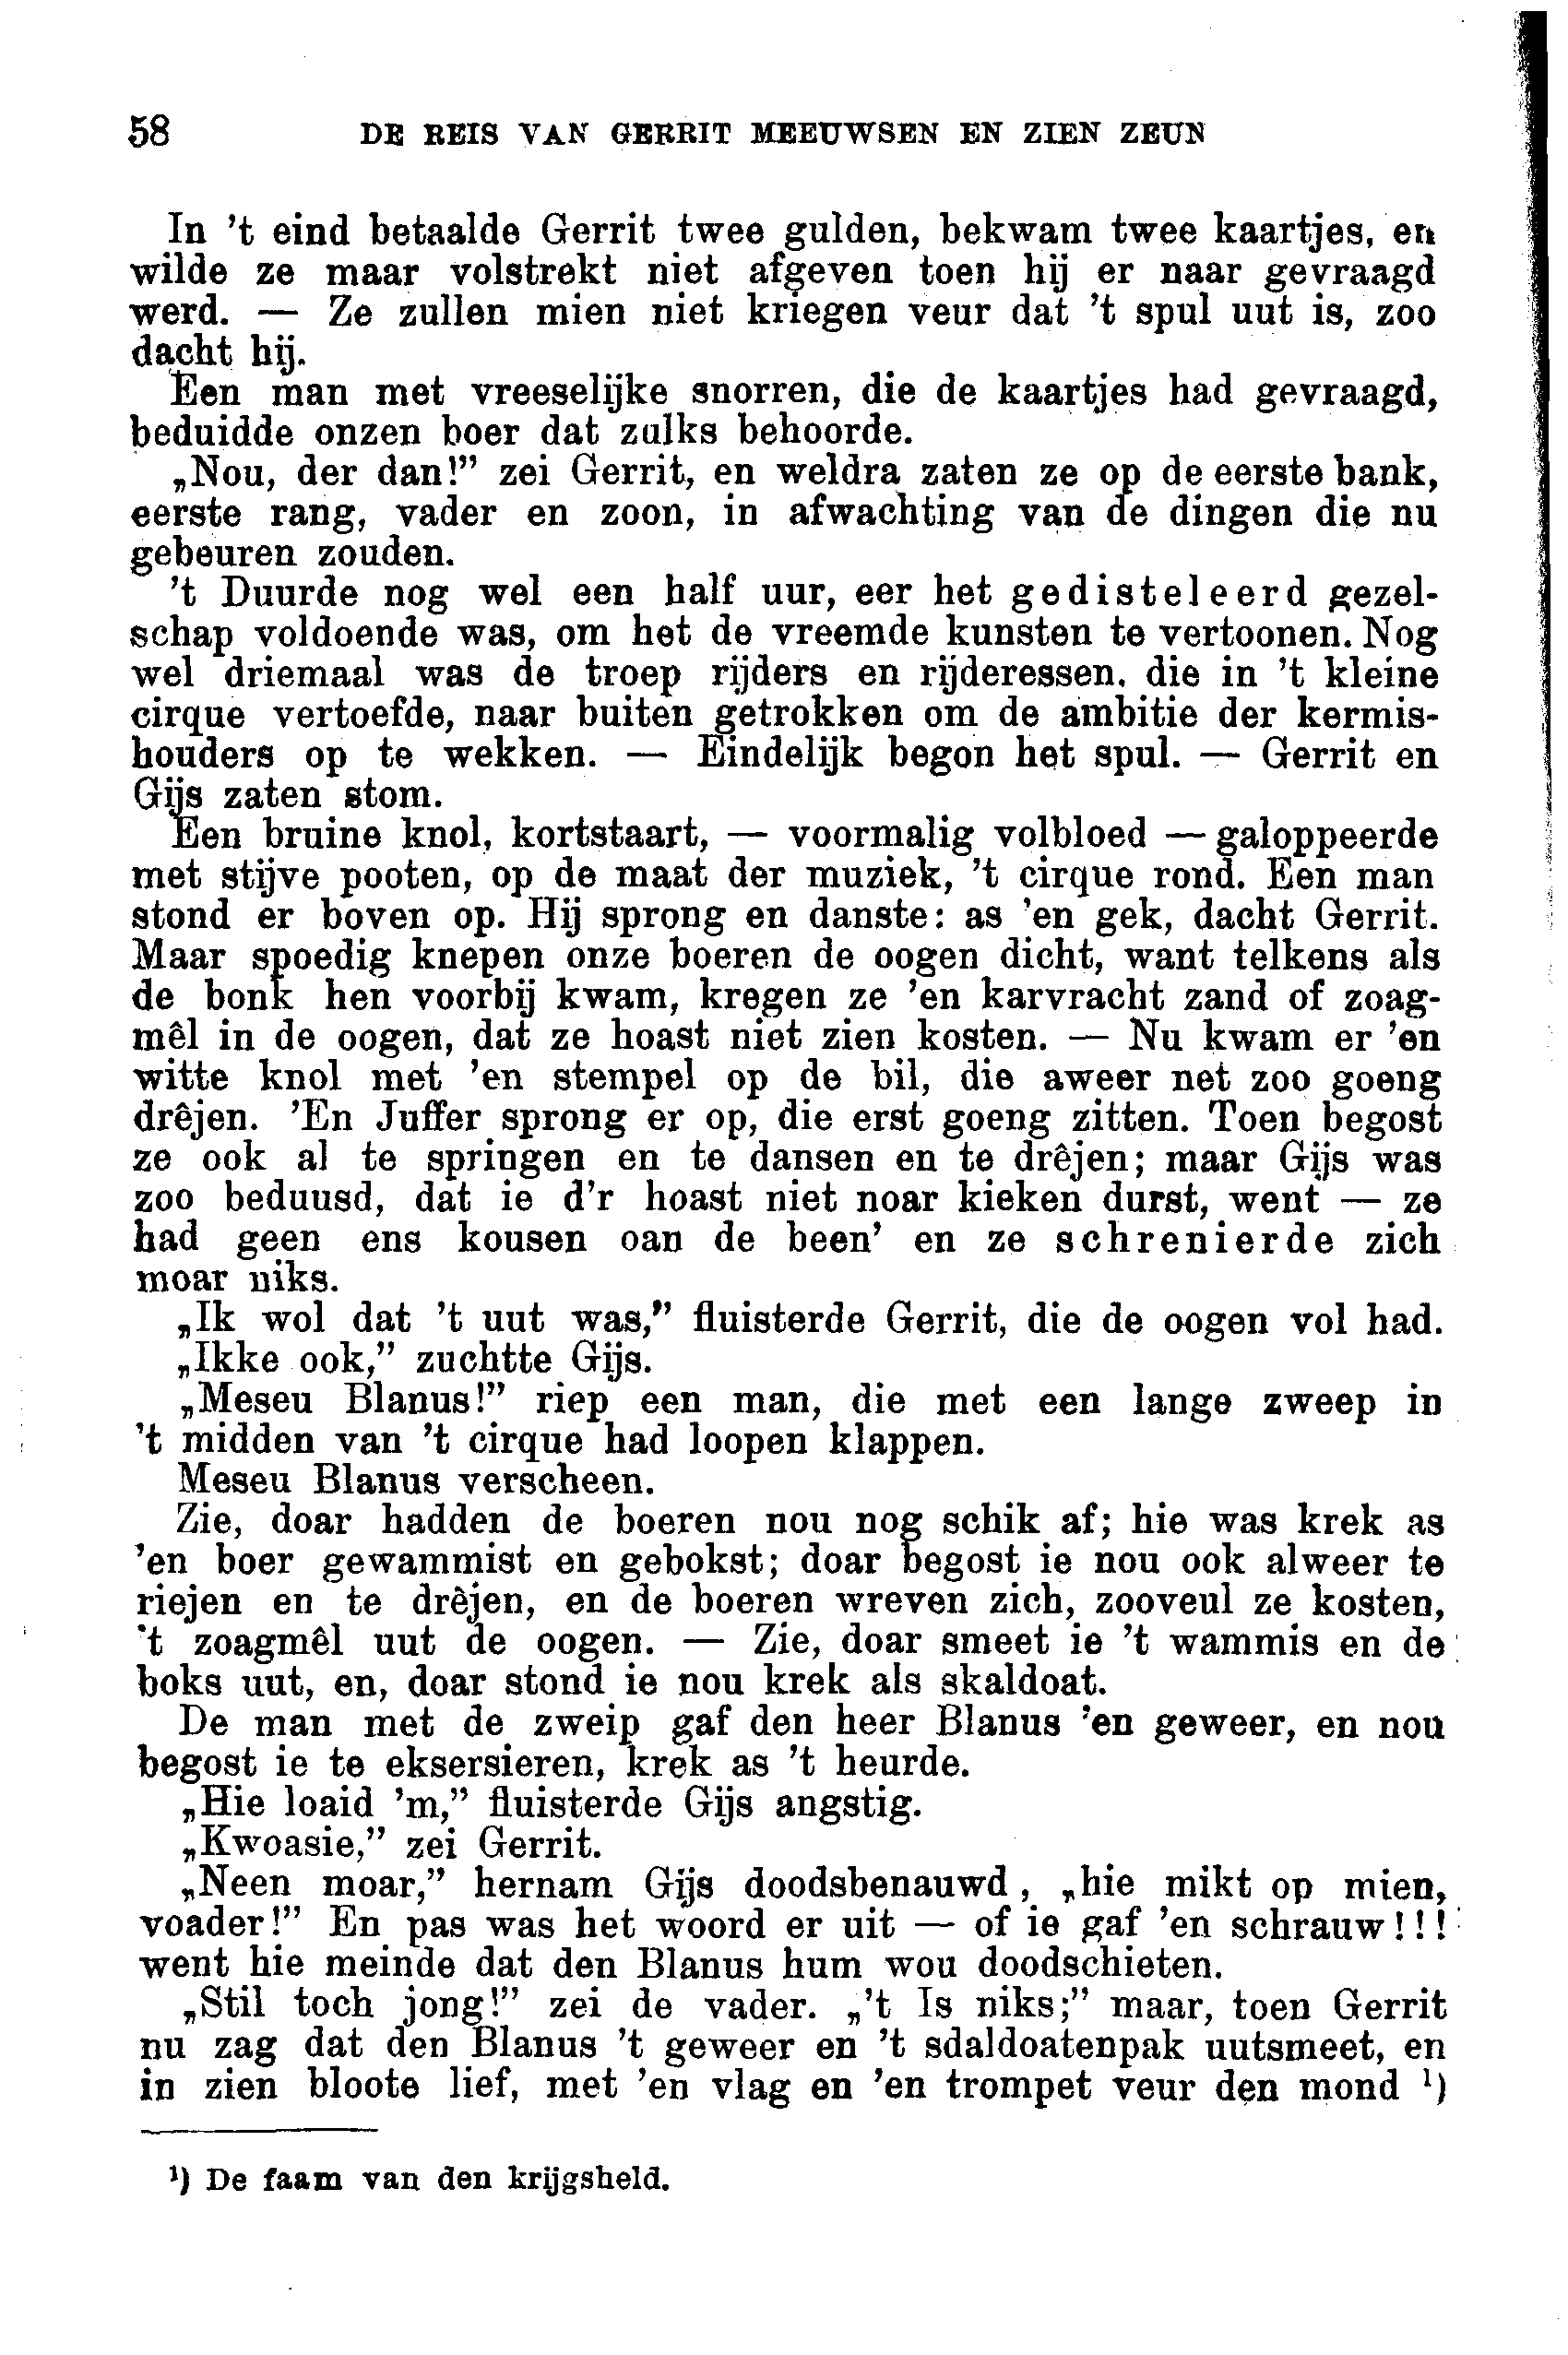 58 DE REIS VAN GERRIT MEEUWSEN EN ZIEN ZEUN
In 't eind betaalde Gerrit twee gulden, bekwam twee kaartjes, en
wilde ze maar volstrekt niet afgeven toen hij er naar gevraagd
werd. — Ze zullen mien niet kriegen veur dat 't spul uut is, zoo
dacht hij.
Een man met vreeselijke snorren, die de kaartjes had gevraagd,
beduidde onzen boer dat zulks behoorde.
„Nou, der dan!” zei Gerrit, en weldra zaten ze op de eerste bank,
eerste rang, vader en zoon, in afwachting van de dingen die nu
gebeuren zouden.
't Duurde nog wel een half uur, eer het gedisteleerd gezel-
schap voldoende was, om het de vreemde kunsten te vertoonen. Nog
wel driemaal was de troep rijders en rijderessen, die in 't kleine
cirque vertoefde, naar buiten getrokken om de ambitie der kermis-
houders op te wekken. — Eindelijk begon het spul. — Gerrit en
Gijs zaten stom.
Een bruine knol, kortstaart, — voormalig volbloed — galoppeerde
met stijve pooten, op de maat der muziek, 't cirque rond. Een man
stond er boven op. Hij sprong en danste: as 'en gek, dacht Gerrit.
Maar spoedig knepen onze boeren de oogen dicht, want telkens als
de bonk hen voorbij kwam, kregen ze 'en karvracht zand of zoag-
mêl in de oogen, dat ze hoast niet zien kosten. — Nu kwam er 'en
witte knol met 'en stempel op de bil, die aweer net zoo goeng
drêjen. 'En Juffer sprong er op, die erst goeng zitten. Toen begost
ze ook al te springen en te dansen en te drêjen; maar Gijs was
zoo beduusd, dat ie d'r hoast niet noar kieken durst, went — ze
had geen ens kousen oan de been' en ze schrenierde zich
moar niks.
„Ik wol dat 't uut was,” fluisterde Gerrit, die de oogen vol had.
„Ikke ook,” zuchtte Gijs.
„Meseu Blanus!” riep een man, die met een lange zweep in
't midden van 't cirque had loopen klappen.
Meseu Blanus verscheen.
Zie, doar hadden de boeren nou nog schik af; hie was krek as
'en boer gewammist en gebokst; doar begost ie nou ook alweer te
riejen en te drêjen, en de boeren wreven zich, zooveul ze kosten,
't zoagmêl uut de oogen. — Zie, doar smeet ie 't wammis en de
boks uut, en, doar stond ie nou krek als skaldoat.
De man met de zweip gaf den heer Blanus 'en geweer, en nou
begost ie te eksersieren, krek as 't heurde.
„Hie loaid 'm,” fluisterde Gijs angstig.
„Kwoasie,” zei Gerrit.
„Neen moar,” hernam Gijs doodsbenauwd, „hie mikt op mien,
voader!” En pas was het woord er uit — of ie gaf 'en schrauw!!!
went hie meinde dat den Blanus hum wou doodschieten.
„Stil toch jong!” zei de vader. „'t Is niks;” maar, toen Gerrit
nu zag dat den Blanus 't geweer en 't sdaldoatenpak uutsmeet, en
in zien bloote lief, met 'en vlag en 'en trompet veur den mond ¹)
¹) De faam van den krijgsheld.